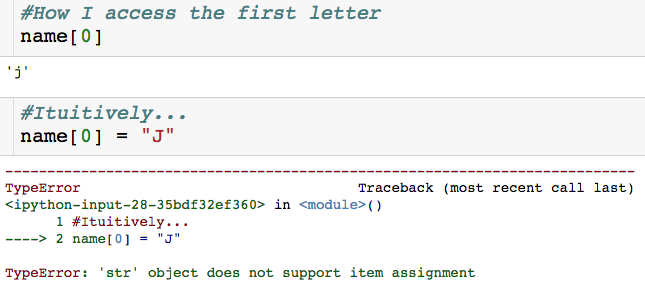 #How I access the first letter
name[0]
'j'
#Ituitively...
name[0] = "J"
---------------------------------------------------------------------------
TypeError                                 Traceback (most recent call last)
<ipython-input-28-35bdf32ef360> in <module>()
      1 #Ituitively...
----> 2 name[0] = "J"
TypeError: 'str' object does not support item assignment